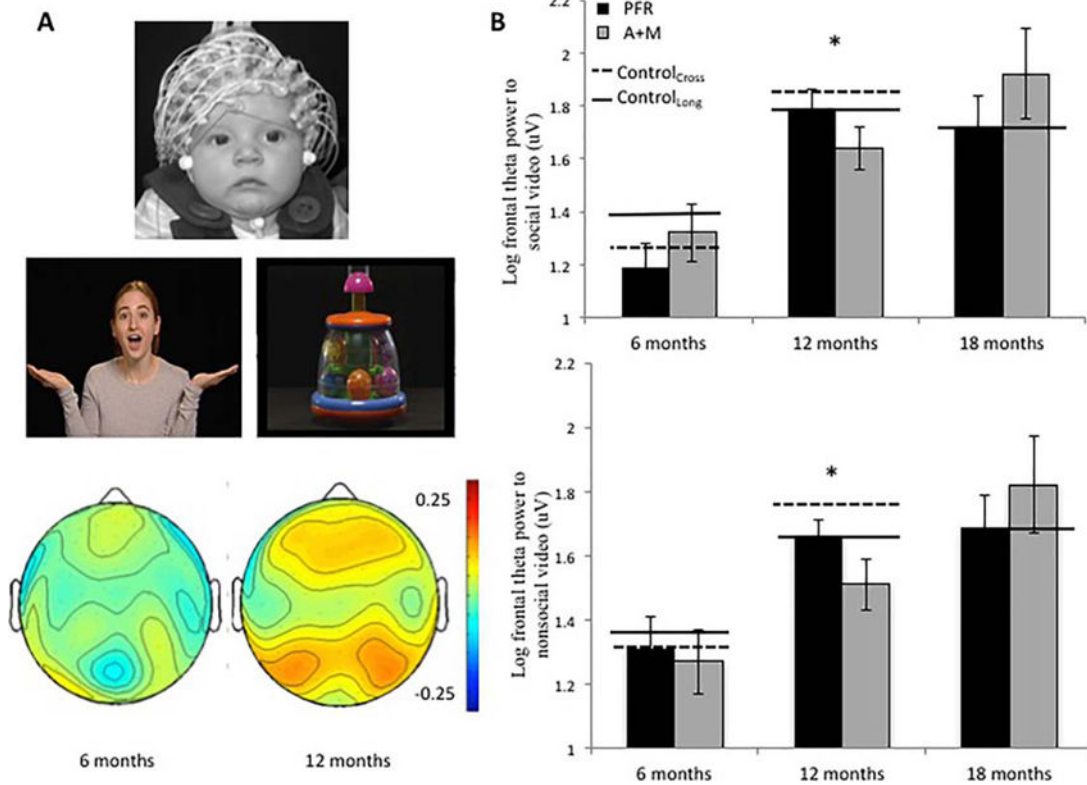 A
0.25
-0.25
6 months
12 months
B
PFR
A+M
Control_Cross
Control_Long
*
Log frontal theta power to
social video (uV)
2.2
2
1.8
1.6
1.4
1.2
1
6 months
12 months
18 months
*
Log frontal theta power to
nonsocial video (uV)
2.2
2
1.8
1.6
1.4
1.2
1
6 months
12 months
18 months